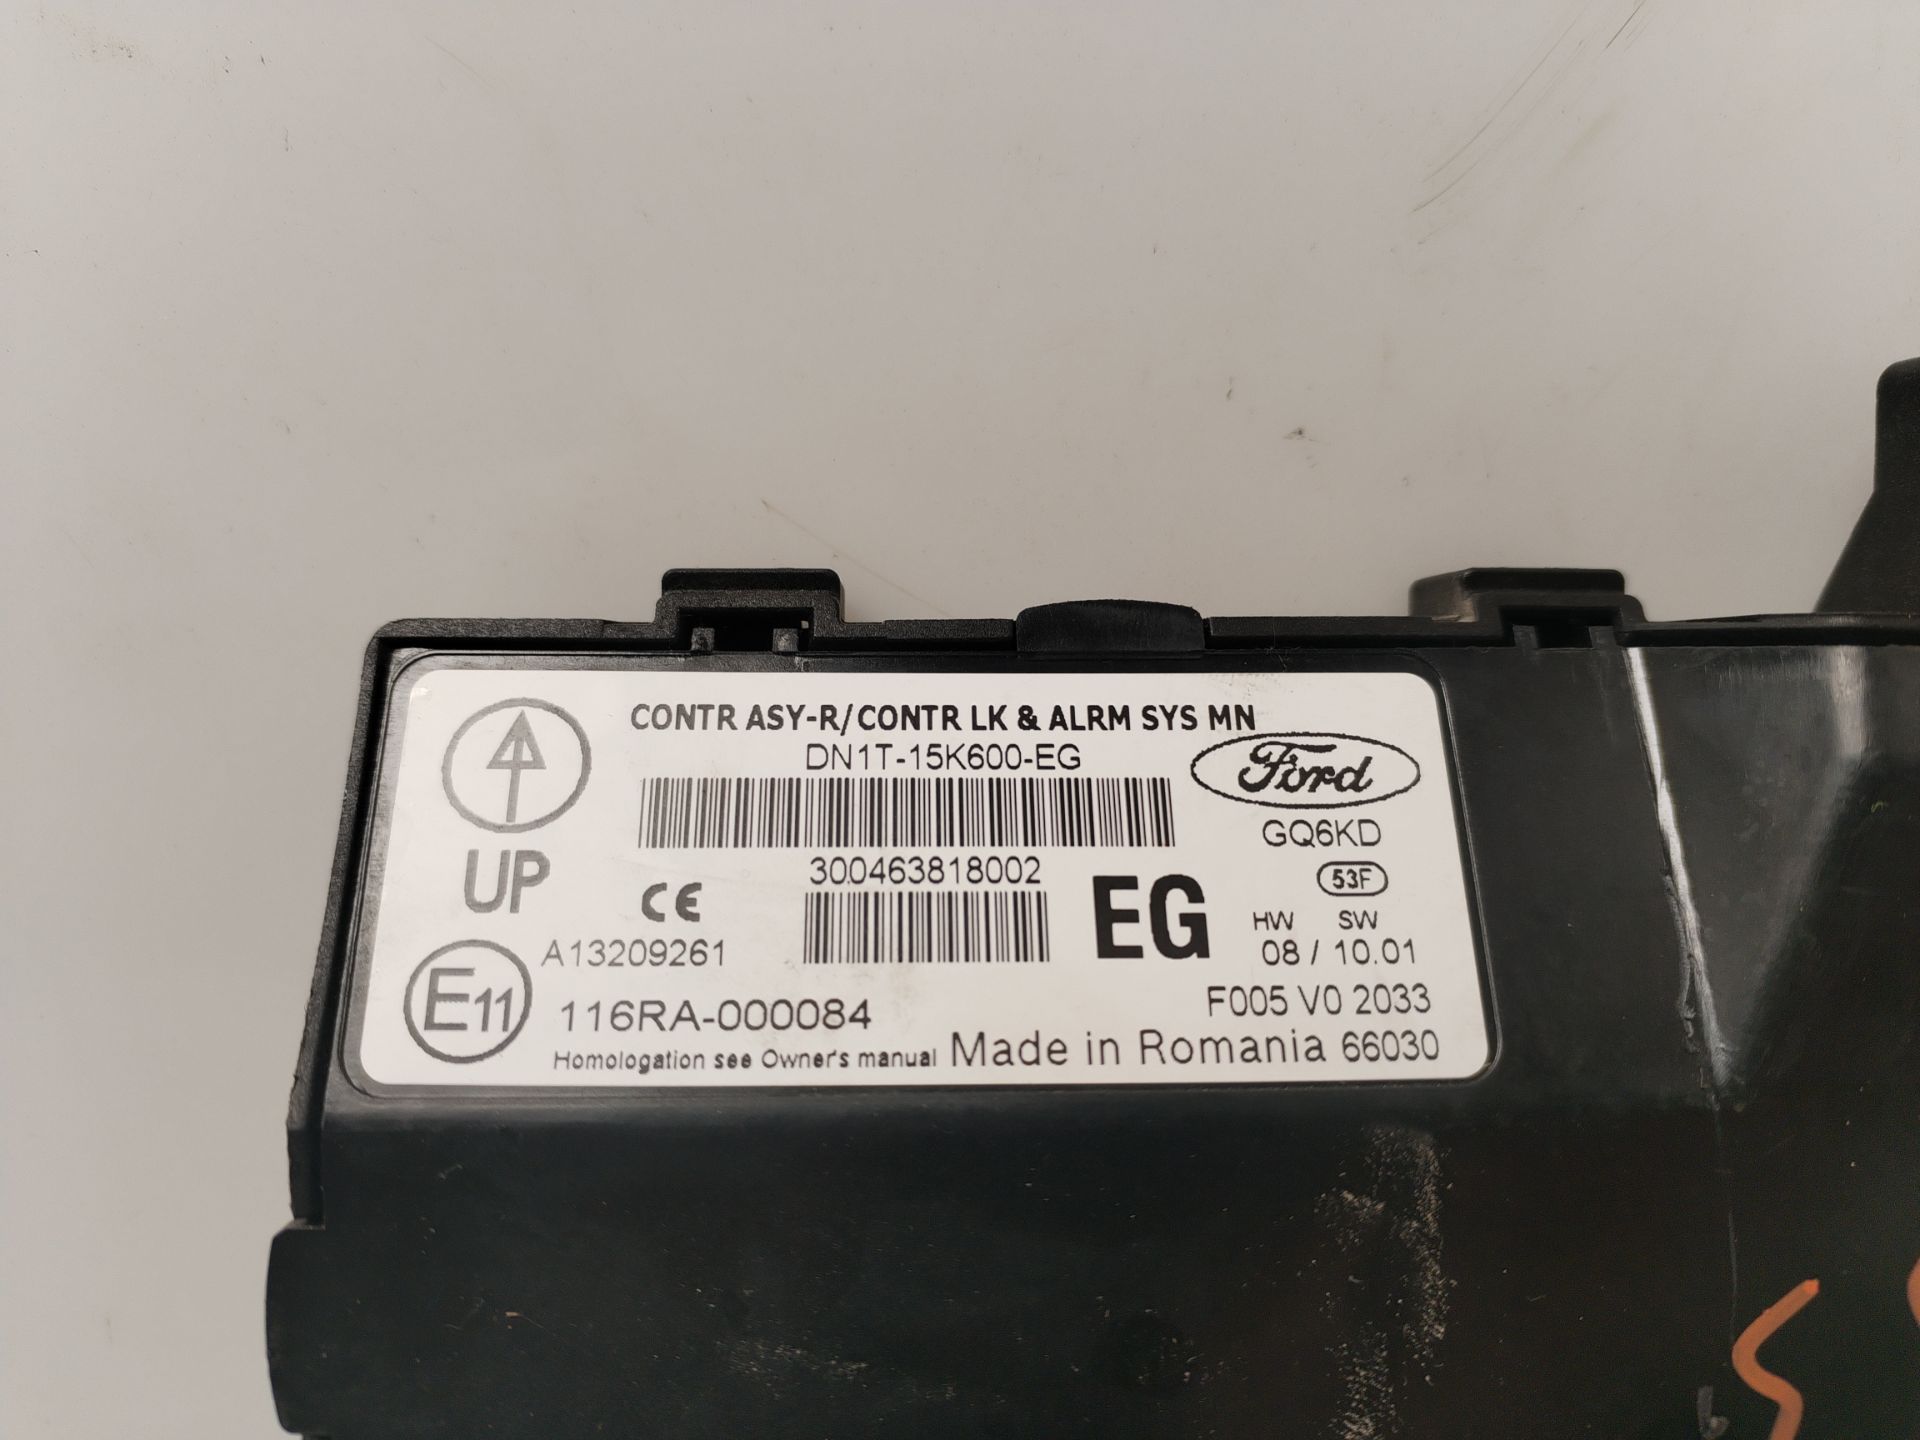 CONTR ASY-R/CONTR LK & ALRM SYS MN
DN1T-15K600-EG
Ford
GQ6KD
UP
300463818002
53F
CE
EG
HW SW
A13209261
08 / 10.01
E11
116RA-000084
F005 V0 2033
Homologation see Owner's manual Made in Romania 66030